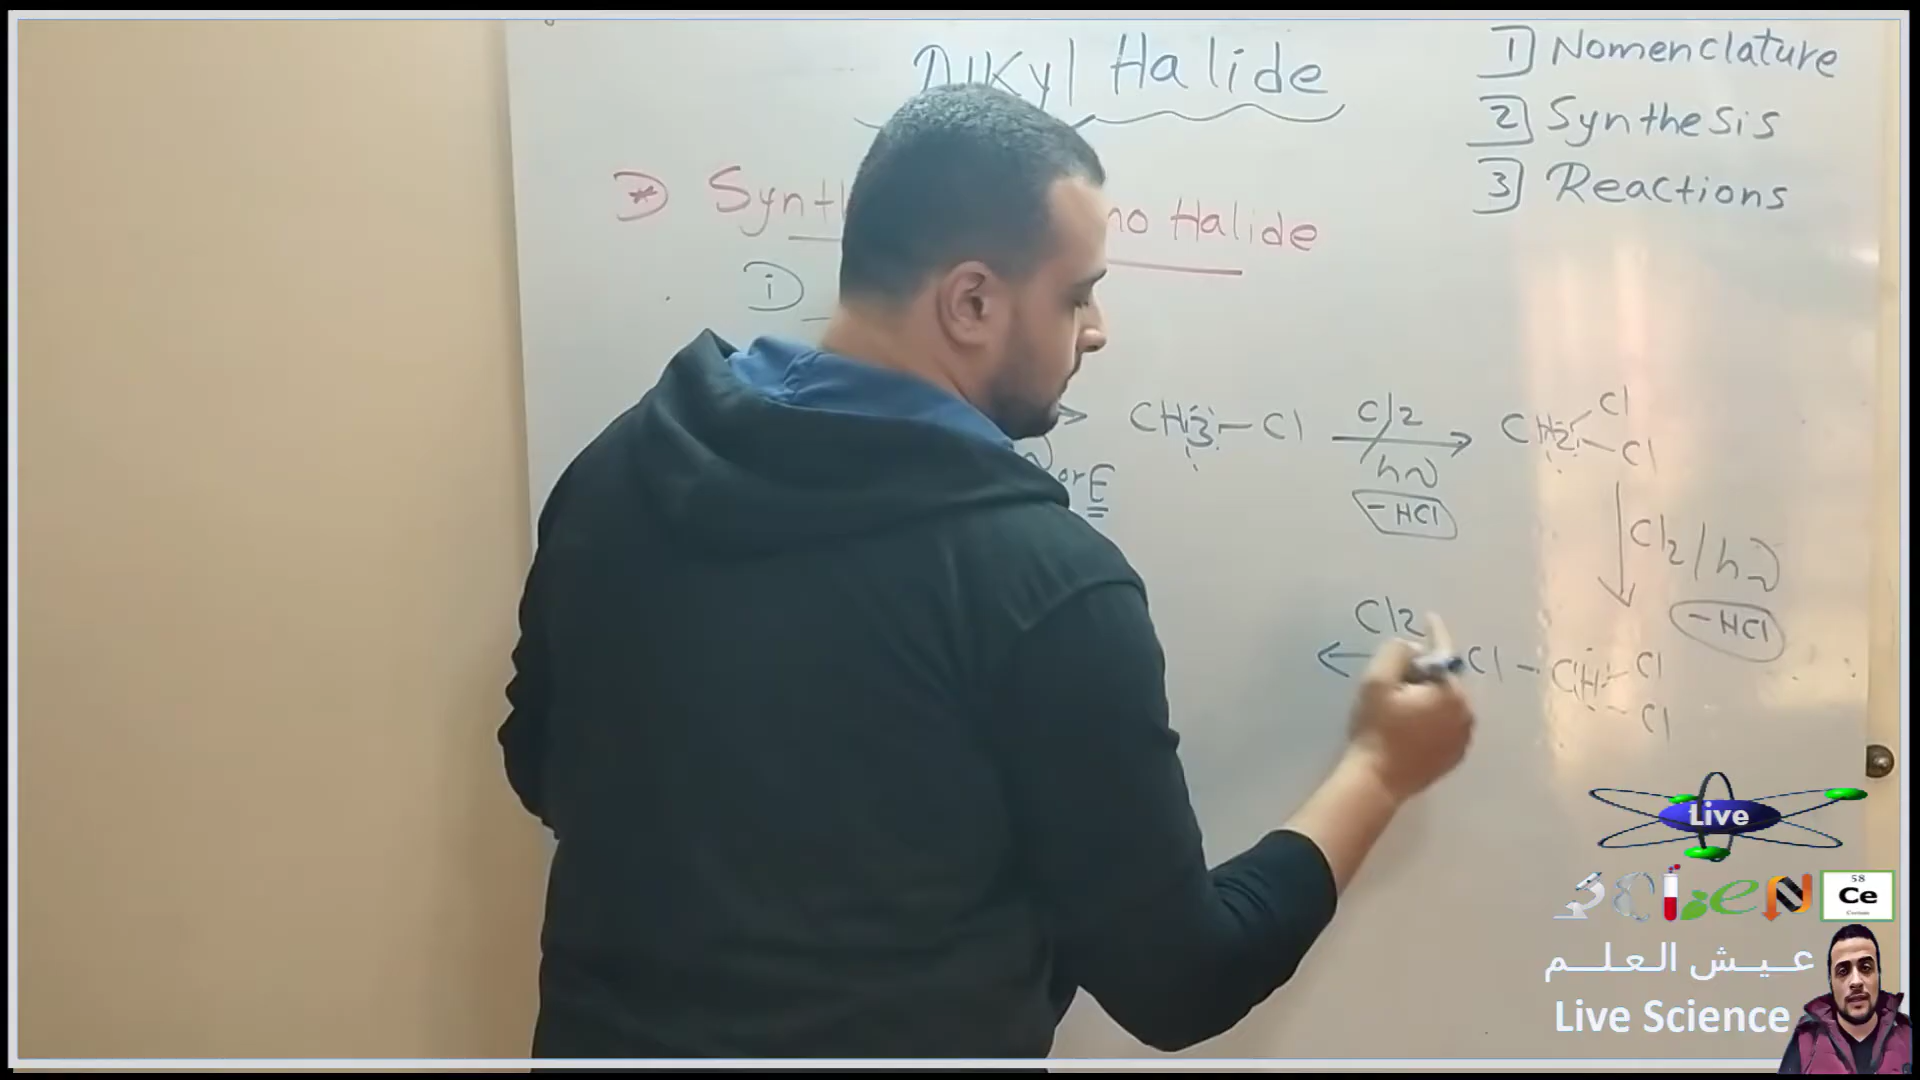 Alkyl Halide
1 Nomenclature
2 Synthesis
3 Reactions
* Synth no Halide
i
CH3-Cl Cl2 hν -HCl CH2 Cl Cl
or E
Cl2 / hν
-HCl
Cl2 Cl - CH Cl Cl
Live
SCiEN
58
Ce
عيش العلم
Live Science